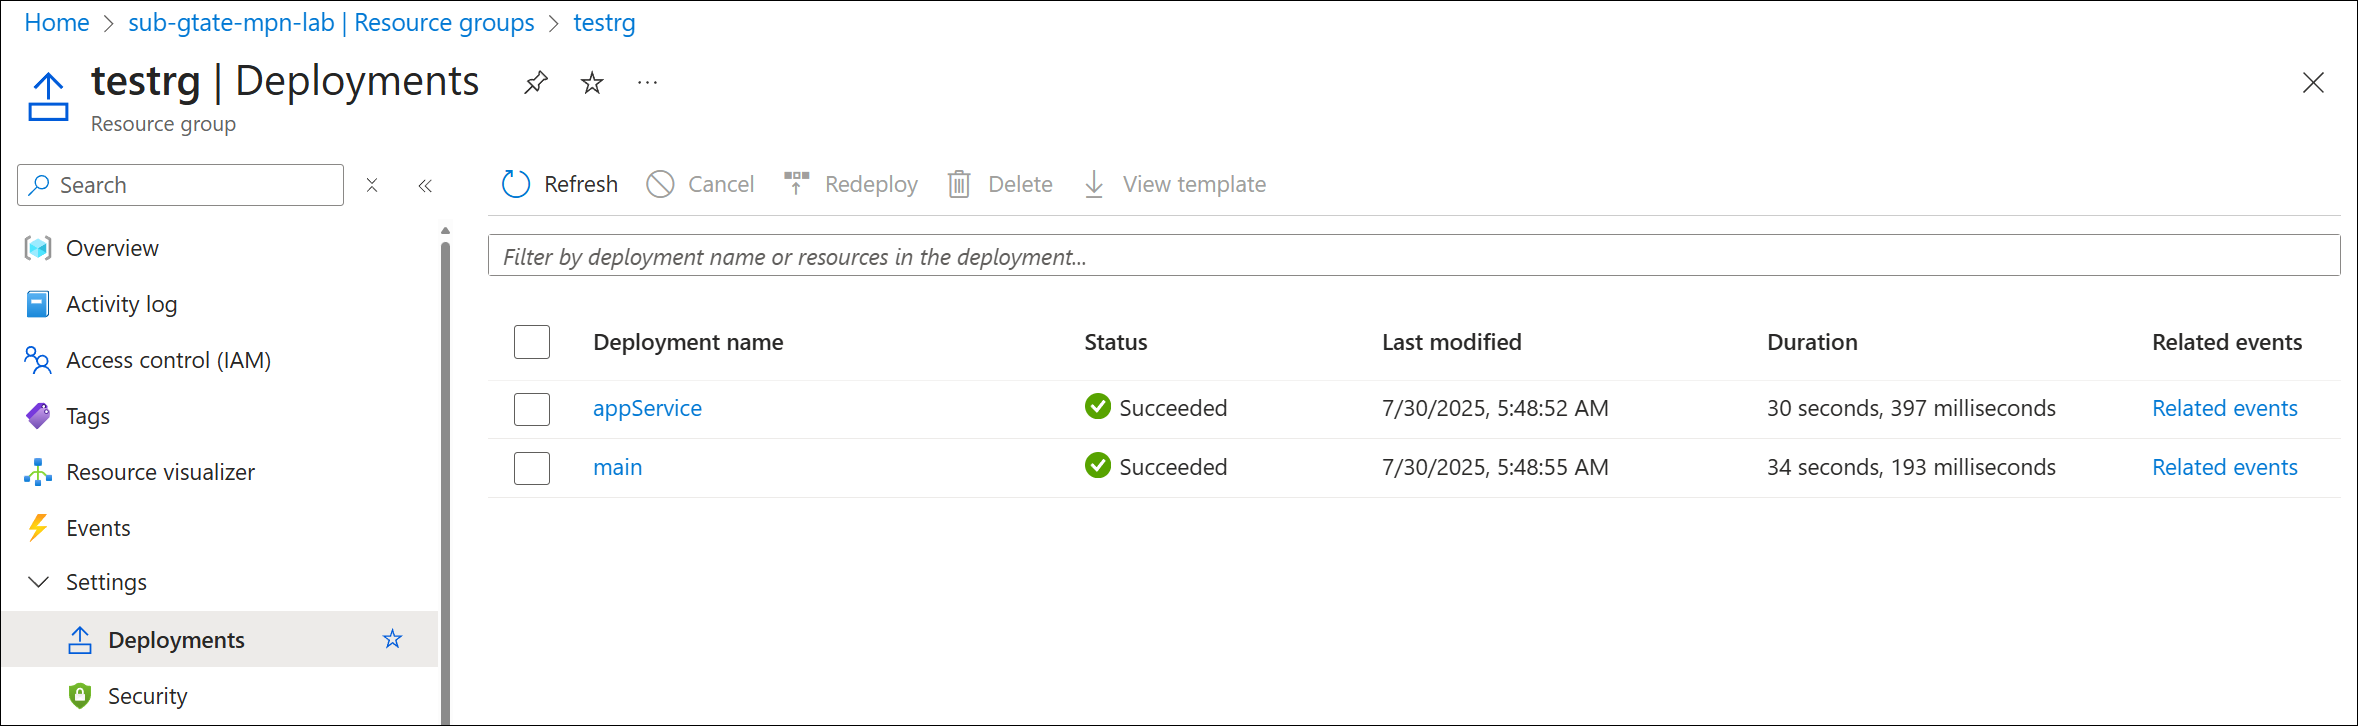 Home > sub-gtate-mpn-lab | Resource groups > testrg
testrg | Deployments ...
Resource group
Search
Refresh Cancel Redeploy Delete View template
Filter by deployment name or resources in the deployment...
Overview
Activity log
Access control (IAM)
Tags
Resource visualizer
Events
Settings
Deployments
Security
Deployment name Status Last modified Duration Related events
appService Succeeded 7/30/2025, 5:48:52 AM 30 seconds, 397 milliseconds Related events
main Succeeded 7/30/2025, 5:48:55 AM 34 seconds, 193 milliseconds Related events